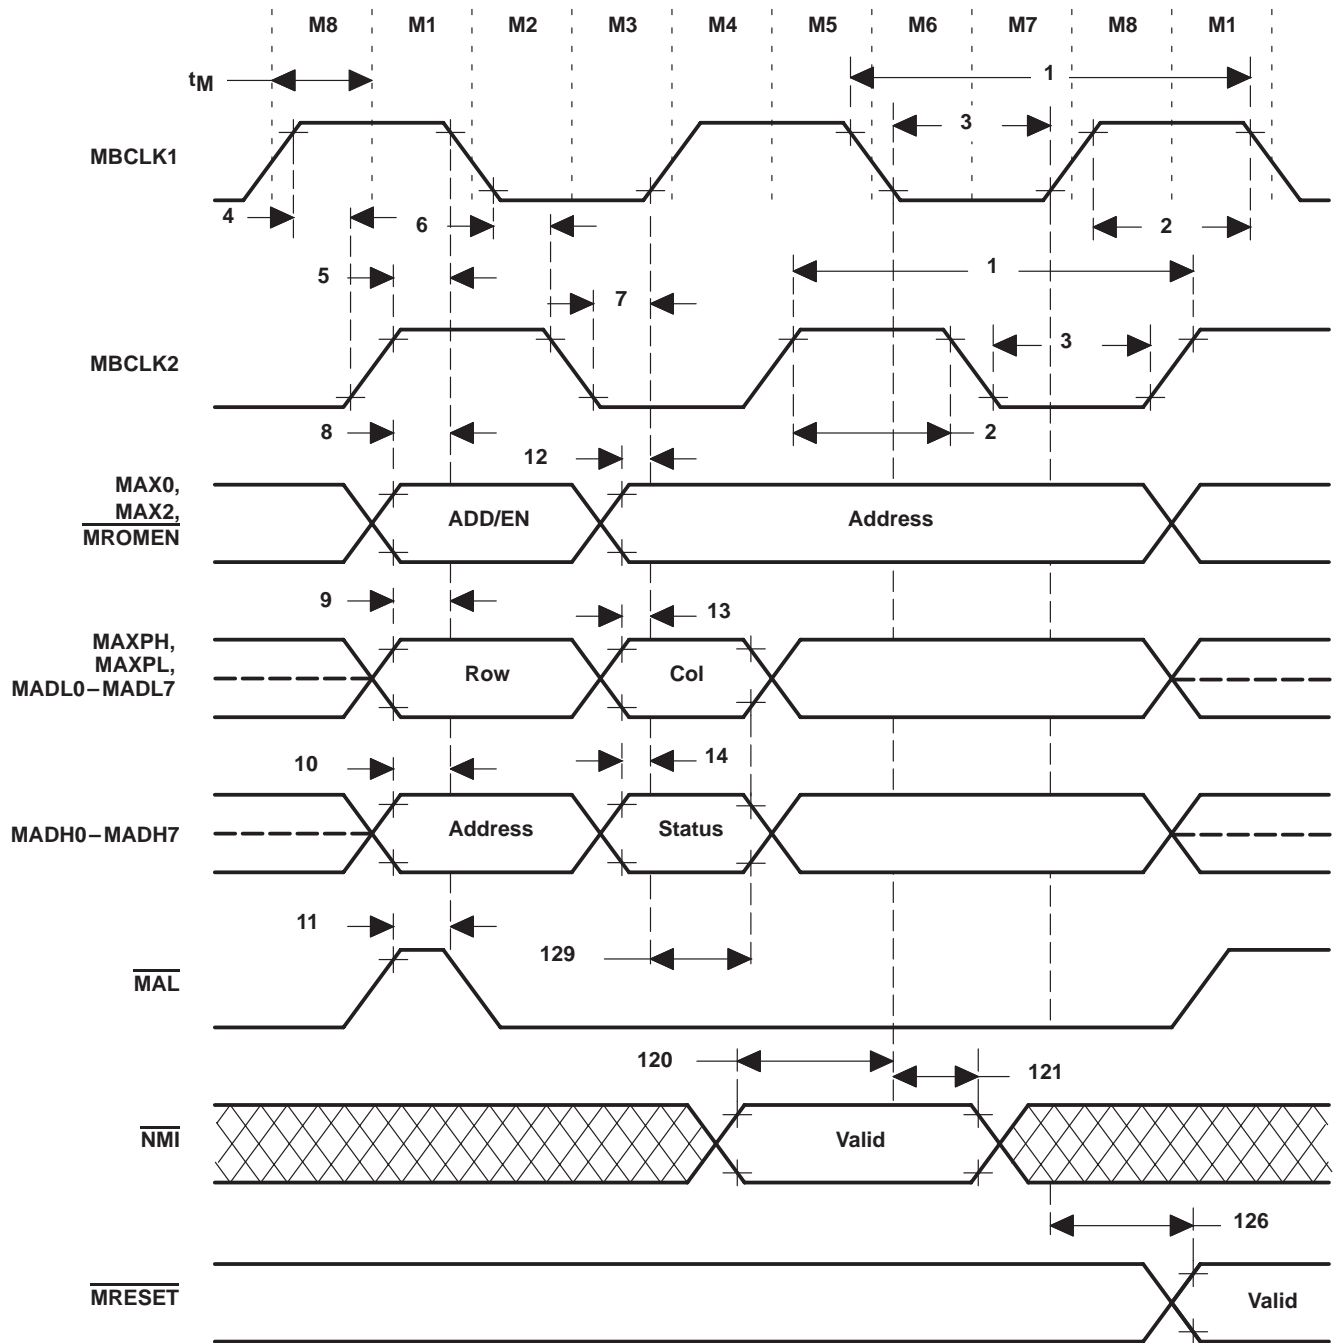 M8 M1 M2 M3 M4 M5 M6 M7 M8 M1
tM 1
3
MBCLK1
4 6 2
5 1
7
MBCLK2 3
8 2
12
MAX0,
MAX2,
MROMEN
ADD/EN Address
9 13
MAXPH,
MAXPL,
MADL0–MADL7
Row Col
10 14
MADH0–MADH7 Address Status
11
129
MAL
120 121
NMI Valid
126
MRESET Valid